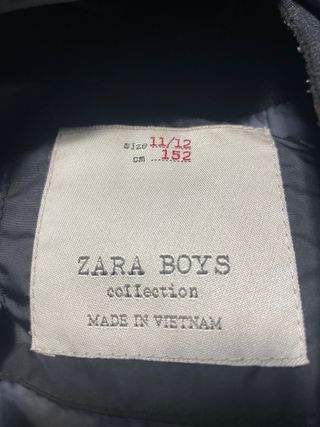 size 11/12
cm ........ 152
ZARA BOYS
collection
MADE IN VIETNAM